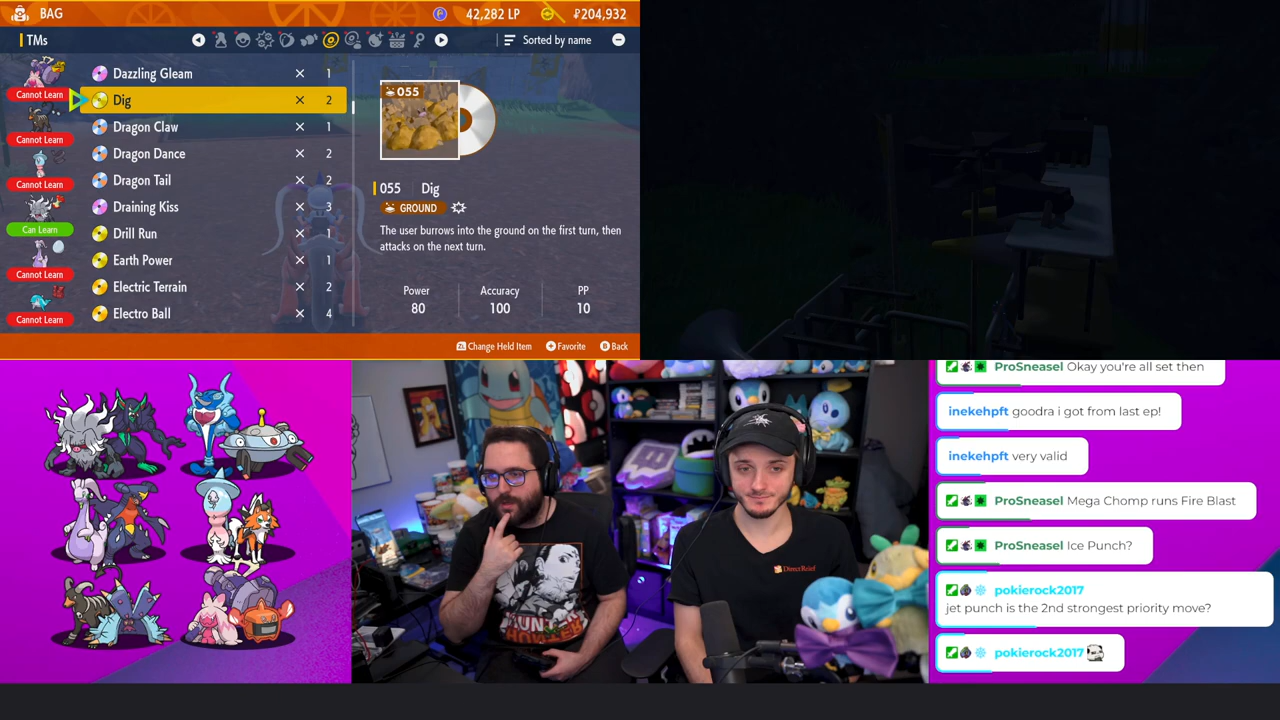 BAG
42,282 LP
₽204,932
TMs
Sorted by name
Cannot Learn
Cannot Learn
Cannot Learn
Can Learn
Cannot Learn
Cannot Learn
Dazzling Gleam × 1
Dig × 2
Dragon Claw × 1
Dragon Dance × 2
Dragon Tail × 2
Draining Kiss × 3
Drill Run × 1
Earth Power × 1
Electric Terrain × 2
Electro Ball × 4
055
055 Dig
GROUND
The user burrows into the ground on the first turn, then
attacks on the next turn.
Power Accuracy PP
80 100 10
Change Held Item Favorite Back
DirectRelief
ProSneasel Okay you're all set then
inekehpft goodra i got from last ep!
inekehpft very valid
ProSneasel Mega Chomp runs Fire Blast
ProSneasel Ice Punch?
pokierock2017
jet punch is the 2nd strongest priority move?
pokierock2017